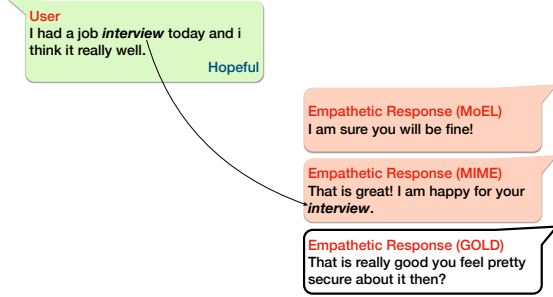 User
I had a job interview today and i
think it really well.
Hopeful
Empathetic Response (MoEL)
I am sure you will be fine!
Empathetic Response (MIME)
That is great! I am happy for your
interview.
Empathetic Response (GOLD)
That is really good you feel pretty
secure about it then?